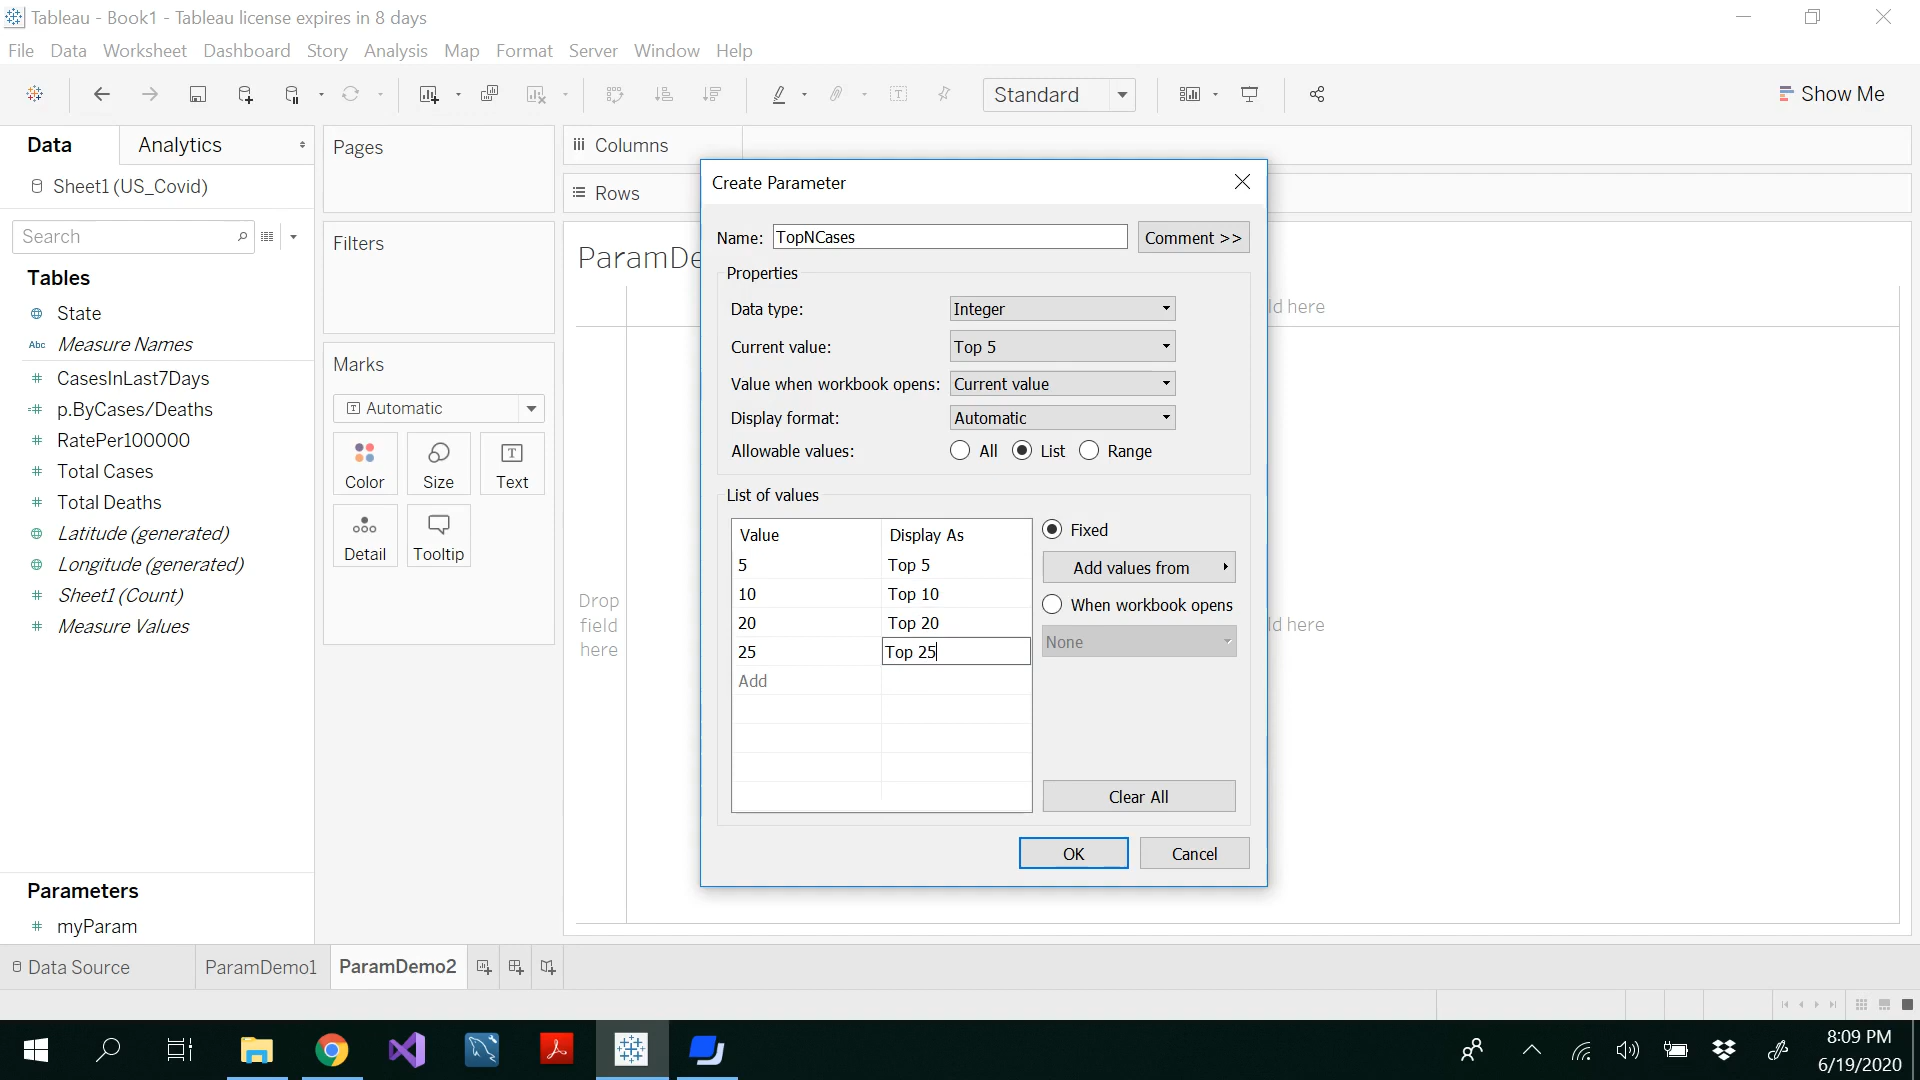 Tableau - Book1 - Tableau license expires in 8 days
File Data Worksheet Dashboard Story Analysis Map Format Server Window Help
Standard
Show Me
Data
Analytics
Pages
Columns
Sheet1 (US_Covid)
Rows
Search
Filters
Tables
State
Abc Measure Names
CasesInLast7Days
p.ByCases/Deaths
RatePer100000
Total Cases
Total Deaths
Latitude (generated)
Longitude (generated)
Sheet1 (Count)
Measure Values
Marks
Automatic
Color
Size
Text
Detail
Tooltip
ParamDe
ld here
Drop
field
here
ld here
Create Parameter
Name: TopNCases
Comment >>
Properties
Data type: Integer
Current value: Top 5
Value when workbook opens: Current value
Display format: Automatic
Allowable values: All List Range
List of values
Value Display As
5 Top 5
10 Top 10
20 Top 20
25 Top 25
Add
Fixed
Add values from
When workbook opens
None
Clear All
OK
Cancel
Parameters
myParam
Data Source
ParamDemo1
ParamDemo2
8:09 PM
6/19/2020